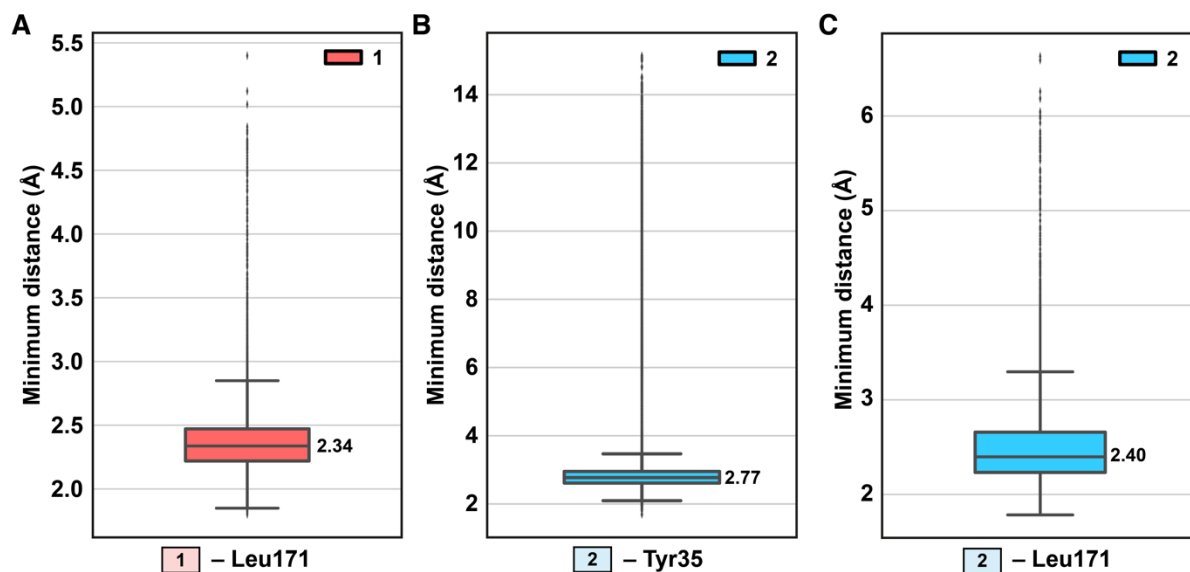 A
Minimum distance (Å)
5.5
5.0
4.5
4.0
3.5
3.0
2.5
2.0
1
2.34
1 – Leu171
B
Minimum distance (Å)
14
12
10
8
6
4
2
2
2.77
2 – Tyr35
C
Minimum distance (Å)
6
5
4
3
2
2
2.40
2 – Leu171